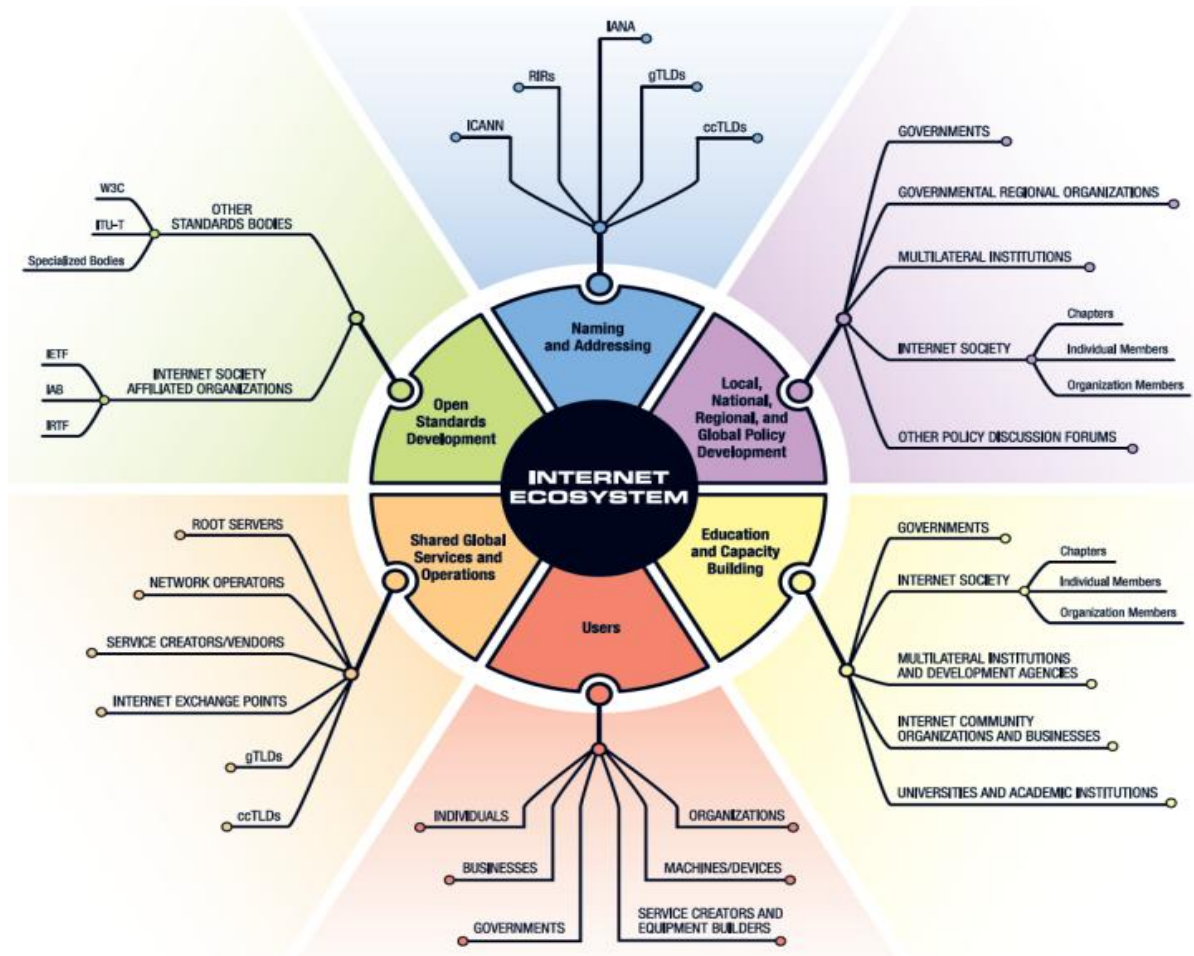 IANA
RIRs
gTLDs
ICANN
ccTLDs
W3C
ITU-T
Specialized Bodies
OTHER
STANDARDS BODIES
IETF
IAB
IRTF
INTERNET SOCIETY
AFFILIATED ORGANIZATIONS
GOVERNMENTS
GOVERNMENTAL REGIONAL ORGANIZATIONS
MULTILATERAL INSTITUTIONS
INTERNET SOCIETY
Chapters
Individual Members
Organization Members
OTHER POLICY DISCUSSION FORUMS
Naming
and Addressing
Open
Standards
Development
Local,
National,
Regional, and
Global Policy
Development
INTERNET
ECOSYSTEM
Shared Global
Services and
Operations
Education
and Capacity
Building
Users
ROOT SERVERS
NETWORK OPERATORS
SERVICE CREATORS/VENDORS
INTERNET EXCHANGE POINTS
gTLDs
ccTLDs
GOVERNMENTS
INTERNET SOCIETY
Chapters
Individual Members
Organization Members
MULTILATERAL INSTITUTIONS
AND DEVELOPMENT AGENCIES
INTERNET COMMUNITY
ORGANIZATIONS AND BUSINESSES
UNIVERSITIES AND ACADEMIC INSTITUTIONS
INDIVIDUALS
BUSINESSES
GOVERNMENTS
ORGANIZATIONS
MACHINES/DEVICES
SERVICE CREATORS AND
EQUIPMENT BUILDERS